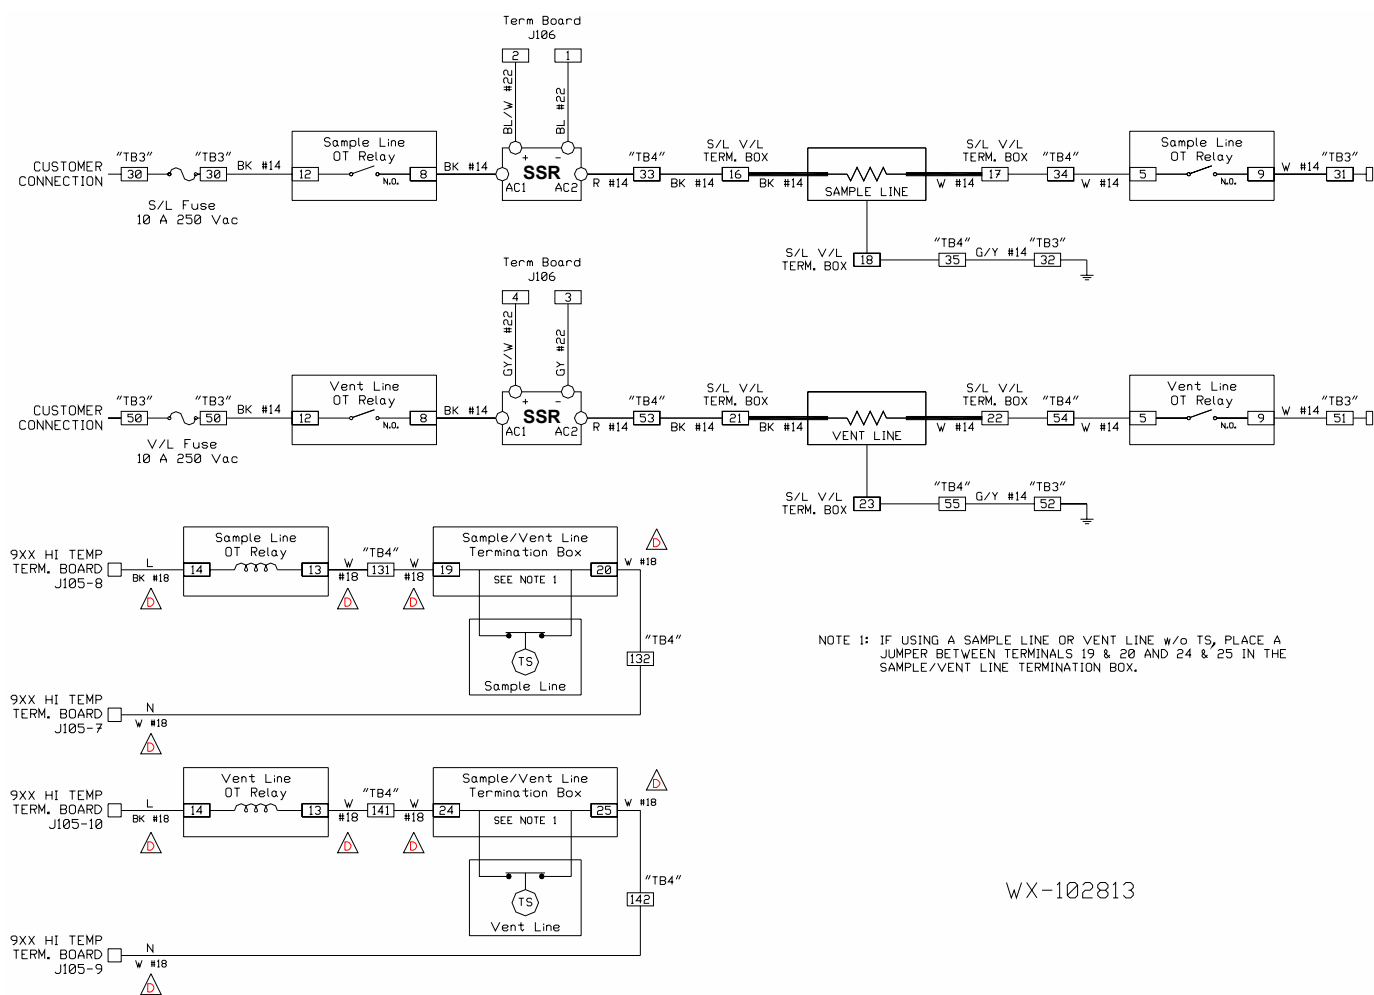 Term Board
J106
2 1
BL/W #22
BL #22
CUSTOMER
CONNECTION
"TB3"
30
"TB3"
30
S/L Fuse
10 A 250 Vac
BK #14
Sample Line
OT Relay
12 N.O. 8
BK #14
+ -
SSR
AC1 AC2
R #14
"TB4"
33
BK #14
S/L V/L
TERM. BOX
16
BK #14
SAMPLE LINE
W #14
S/L V/L
TERM. BOX
17
"TB4"
34
W #14
Sample Line
OT Relay
5 N.O. 9
W #14
"TB3"
31
S/L V/L
TERM. BOX
18
"TB4"
35
G/Y #14
"TB3"
32
Term Board
J106
4 3
GY/W #22
GY #22
CUSTOMER
CONNECTION
"TB3"
50
"TB3"
50
V/L Fuse
10 A 250 Vac
BK #14
Vent Line
OT Relay
12 N.O. 8
BK #14
+ -
SSR
AC1 AC2
R #14
"TB4"
53
BK #14
S/L V/L
TERM. BOX
21
BK #14
VENT LINE
W #14
S/L V/L
TERM. BOX
22
"TB4"
54
W #14
Vent Line
OT Relay
5 N.O. 9
W #14
"TB3"
51
S/L V/L
TERM. BOX
23
"TB4"
55
G/Y #14
"TB3"
52
9XX HI TEMP
TERM. BOARD
J105-8
L
BK #18
D
Sample Line
OT Relay
14 13
W
#18
D
"TB4"
131
W
#18
D
Sample/Vent Line
Termination Box
19 20
SEE NOTE 1
W #18
D
TS
Sample Line
"TB4"
132
9XX HI TEMP
TERM. BOARD
J105-7
N
W #18
D
NOTE 1: IF USING A SAMPLE LINE OR VENT LINE w/o TS, PLACE A
JUMPER BETWEEN TERMINALS 19 & 20 AND 24 & 25 IN THE
SAMPLE/VENT LINE TERMINATION BOX.
9XX HI TEMP
TERM. BOARD
J105-10
L
BK #18
D
Vent Line
OT Relay
14 13
W
#18
D
"TB4"
141
W
#18
D
Sample/Vent Line
Termination Box
24 25
SEE NOTE 1
W #18
D
TS
Vent Line
"TB4"
142
9XX HI TEMP
TERM. BOARD
J105-9
N
W #18
D
WX-102813